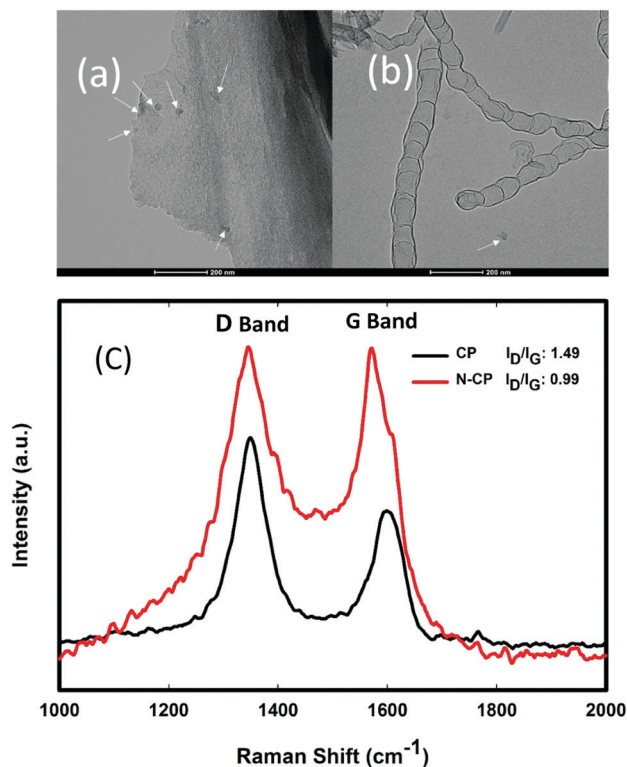 (a)
(b)
200 nm
200 nm
D Band
G Band
(C)
CP I_D/I_G: 1.49
N-CP I_D/I_G: 0.99
Intensity (a.u.)
1000
1200
1400
1600
1800
2000
Raman Shift (cm⁻¹)